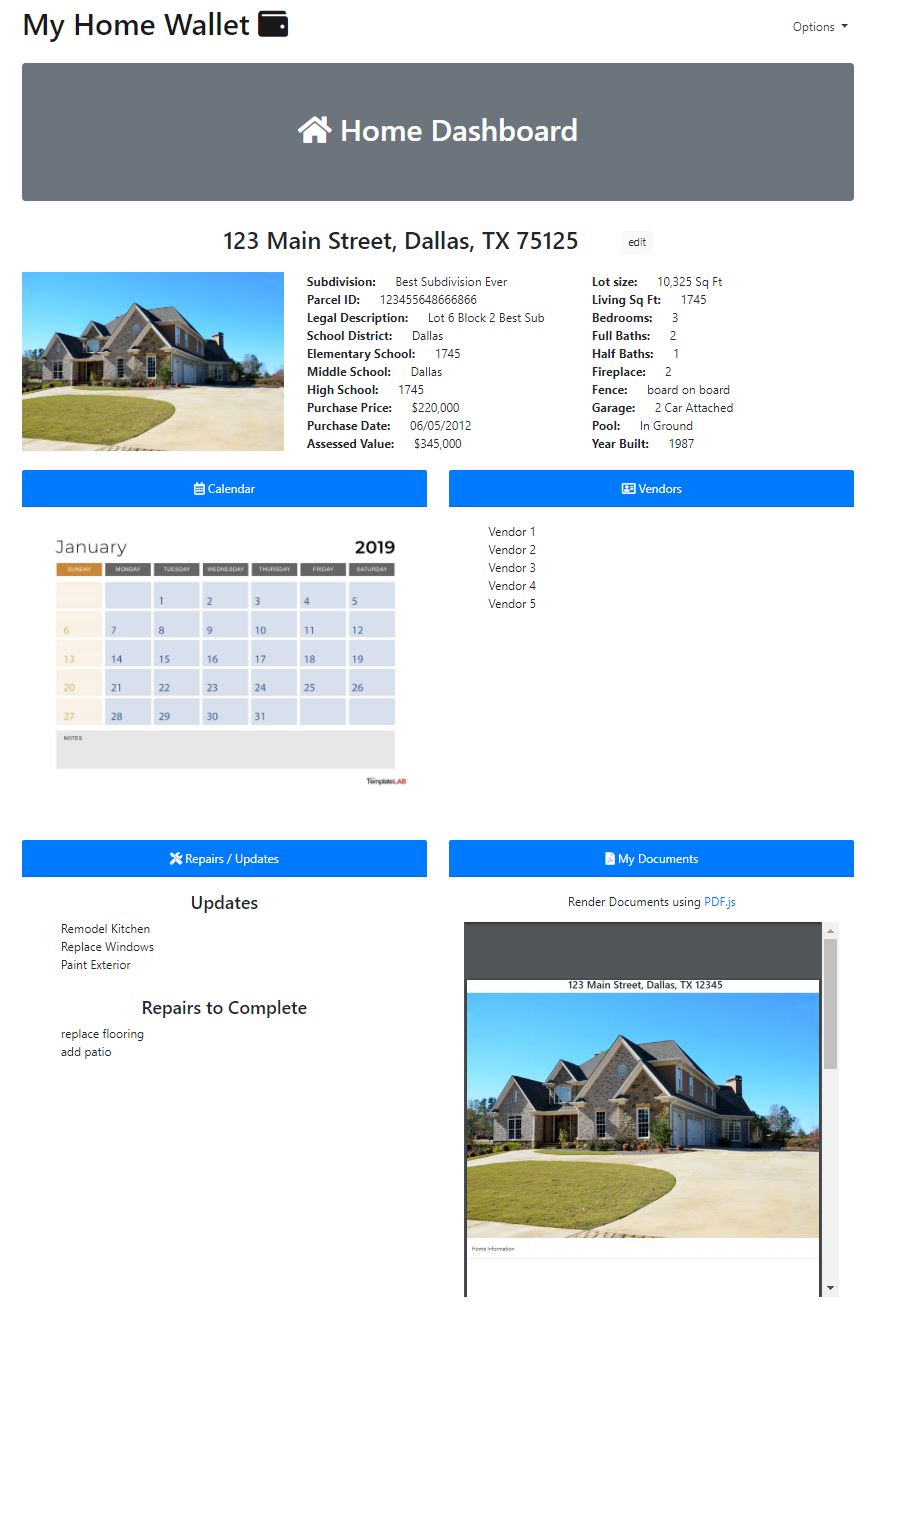 My Home Wallet
Options
Home Dashboard
123 Main Street, Dallas, TX 75125
edit
Subdivision: Best Subdivision Ever
Parcel ID: 123455648666866
Legal Description: Lot 6 Block 2 Best Sub
School District: Dallas
Elementary School: 1745
Middle School: Dallas
High School: 1745
Purchase Price: $220,000
Purchase Date: 06/05/2012
Assessed Value: $345,000
Lot size: 10,325 Sq Ft
Living Sq Ft: 1745
Bedrooms: 3
Full Baths: 2
Half Baths: 1
Fireplace: 2
Fence: board on board
Garage: 2 Car Attached
Pool: In Ground
Year Built: 1987
Calendar
January 2019
SUNDAY MONDAY TUESDAY WEDNESDAY THURSDAY FRIDAY SATURDAY
1 2 3 4 5
6 7 8 9 10 11 12
13 14 15 16 17 18 19
20 21 22 23 24 25 26
27 28 29 30 31
NOTES
TemplateLAB
Vendors
Vendor 1
Vendor 2
Vendor 3
Vendor 4
Vendor 5
Repairs / Updates
Updates
Remodel Kitchen
Replace Windows
Paint Exterior
Repairs to Complete
replace flooring
add patio
My Documents
Render Documents using PDF.js
123 Main Street, Dallas, TX 12345
Home Information